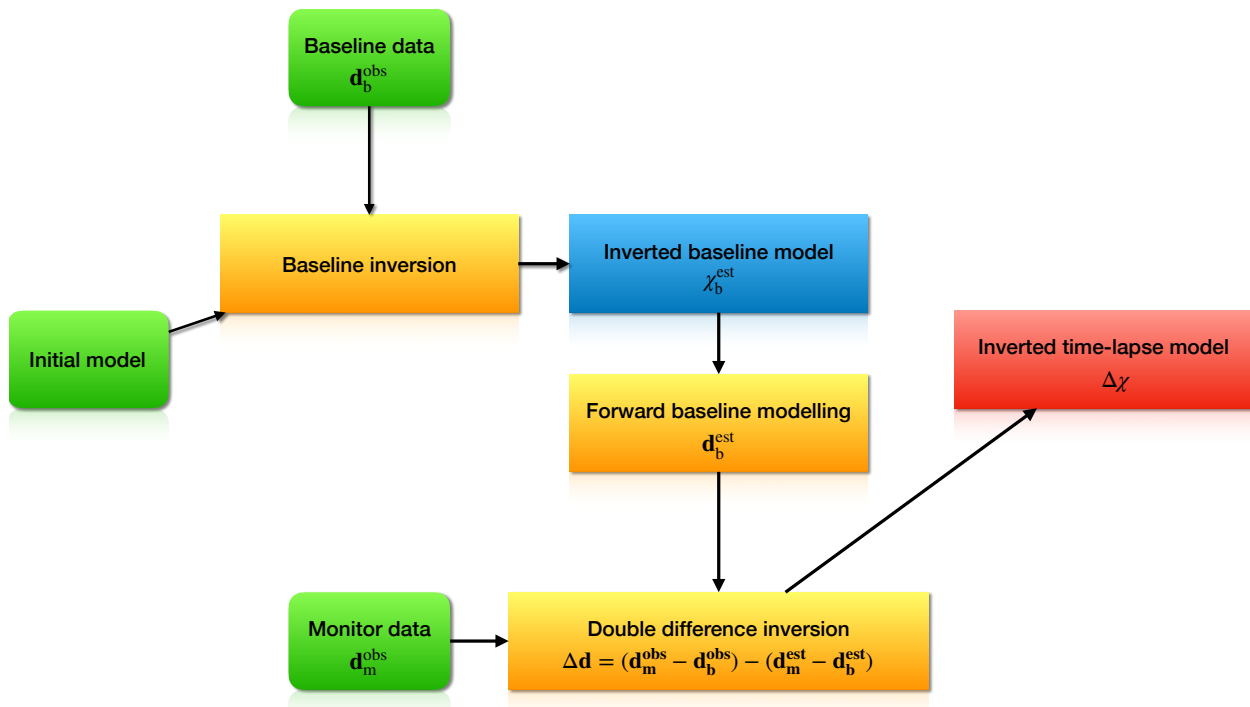 Baseline data
d_b^obs
Baseline inversion
Inverted baseline model
χ_b^est
Initial model
Inverted time-lapse model
Δχ
Forward baseline modelling
d_b^est
Monitor data
d_m^obs
Double difference inversion
Δd = (d_m^obs − d_b^obs) − (d_m^est − d_b^est)